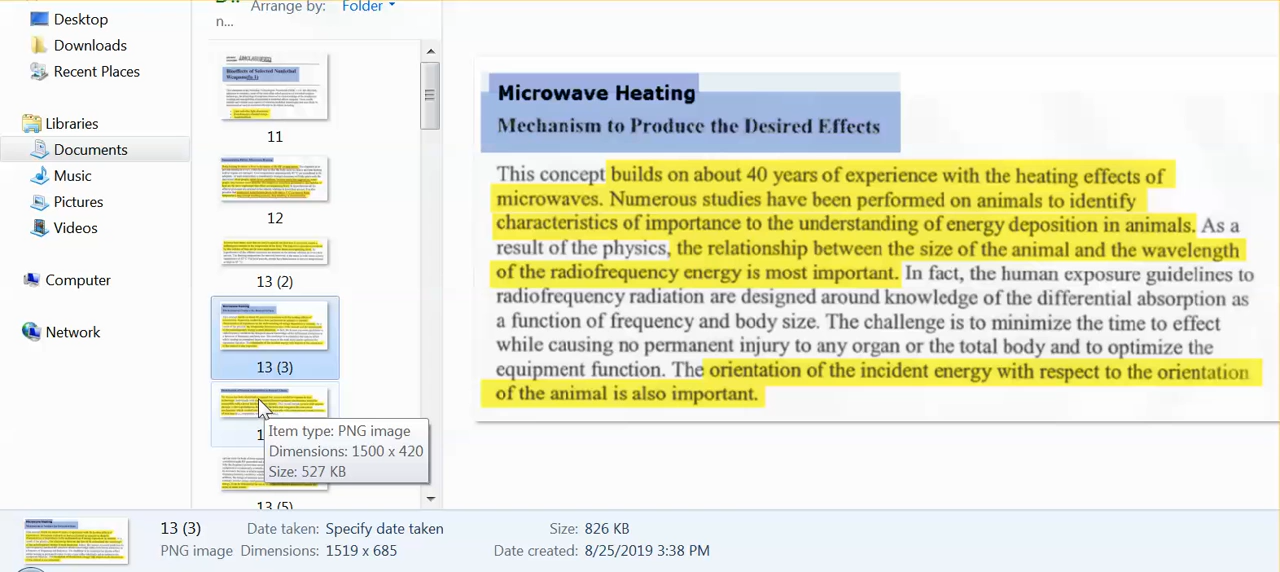 Desktop
Downloads
Recent Places
Libraries
Documents
Music
Pictures
Videos
Computer
Network
n...
Arrange by: Folder
Bioeffects of Selected Nonlethal
Weapons
11
12
13 (2)
13 (3)
13 (5)
Item type: PNG image
Dimensions: 1500 x 420
Size: 527 KB
Microwave Heating
Mechanism to Produce the Desired Effects
This concept builds on about 40 years of experience with the heating effects of
microwaves. Numerous studies have been performed on animals to identify
characteristics of importance to the understanding of energy deposition in animals. As a
result of the physics, the relationship between the size of the animal and the wavelength
of the radiofrequency energy is most important. In fact, the human exposure guidelines to
radiofrequency radiation are designed around knowledge of the differential absorption as
a function of frequency and body size. The challenge is to minimize the time to effect
while causing no permanent injury to any organ or the total body and to optimize the
equipment function. The orientation of the incident energy with respect to the orientation
of the animal is also important.
13 (3) Date taken: Specify date taken Size: 826 KB
PNG image Dimensions: 1519 x 685 Date created: 8/25/2019 3:38 PM